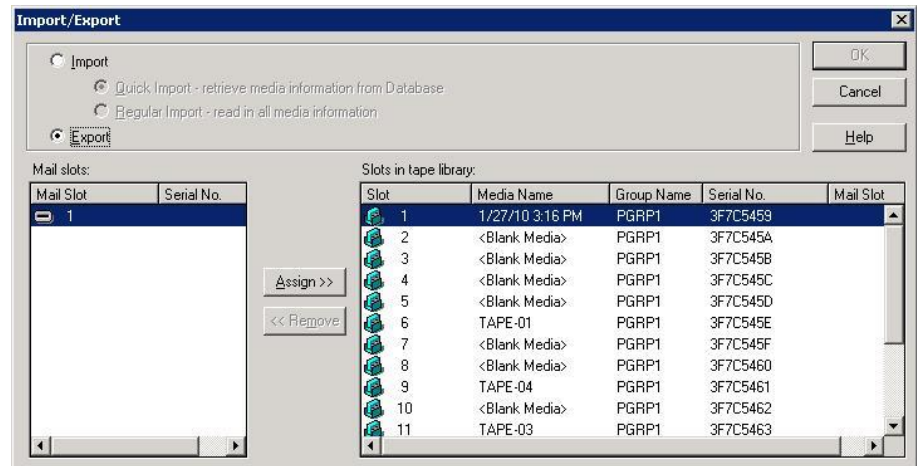 Import/Export
Import
Quick Import - retrieve media information from Database
Regular Import - read in all media information
Export
OK
Cancel
Help
Mail slots:
Mail Slot Serial No.
1
Assign >>
<< Remove
Slots in tape library:
Slot Media Name Group Name Serial No. Mail Slot
1 1/27/10 3:16 PM PGRP1 3F7C5459
2 <Blank Media> PGRP1 3F7C545A
3 <Blank Media> PGRP1 3F7C545B
4 <Blank Media> PGRP1 3F7C545C
5 <Blank Media> PGRP1 3F7C545D
6 TAPE-01 PGRP1 3F7C545E
7 <Blank Media> PGRP1 3F7C545F
8 <Blank Media> PGRP1 3F7C5460
9 TAPE-04 PGRP1 3F7C5461
10 <Blank Media> PGRP1 3F7C5462
11 TAPE-03 PGRP1 3F7C5463